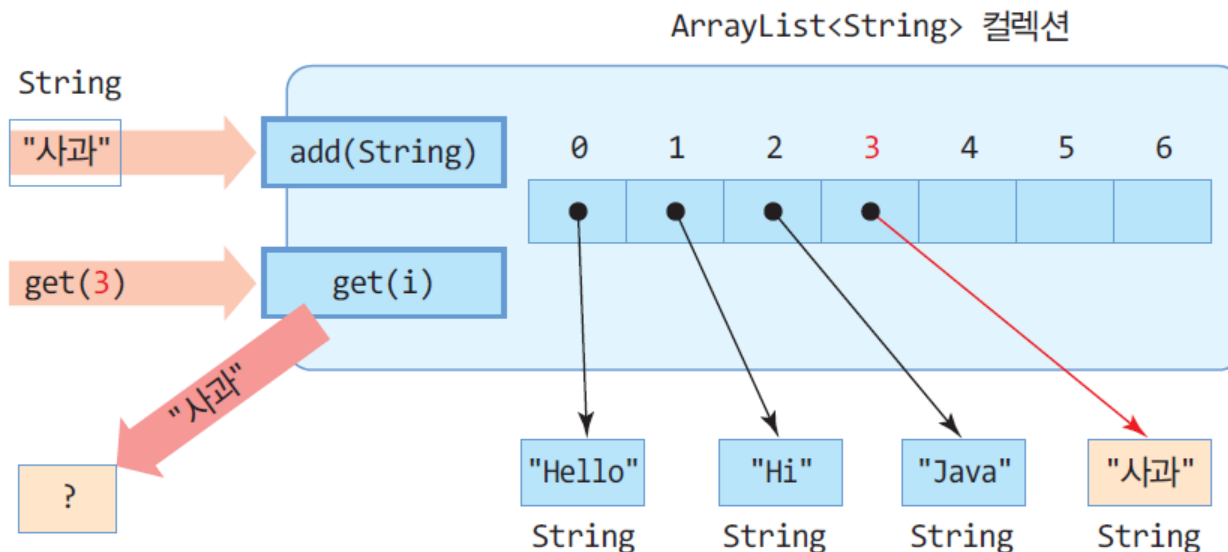 ArrayList<String> 컬렉션
String
"사과"
add(String)
0 1 2 3 4 5 6
get(3)
get(i)
"사과"
?
"Hello" "Hi" "Java" "사과"
String String String String